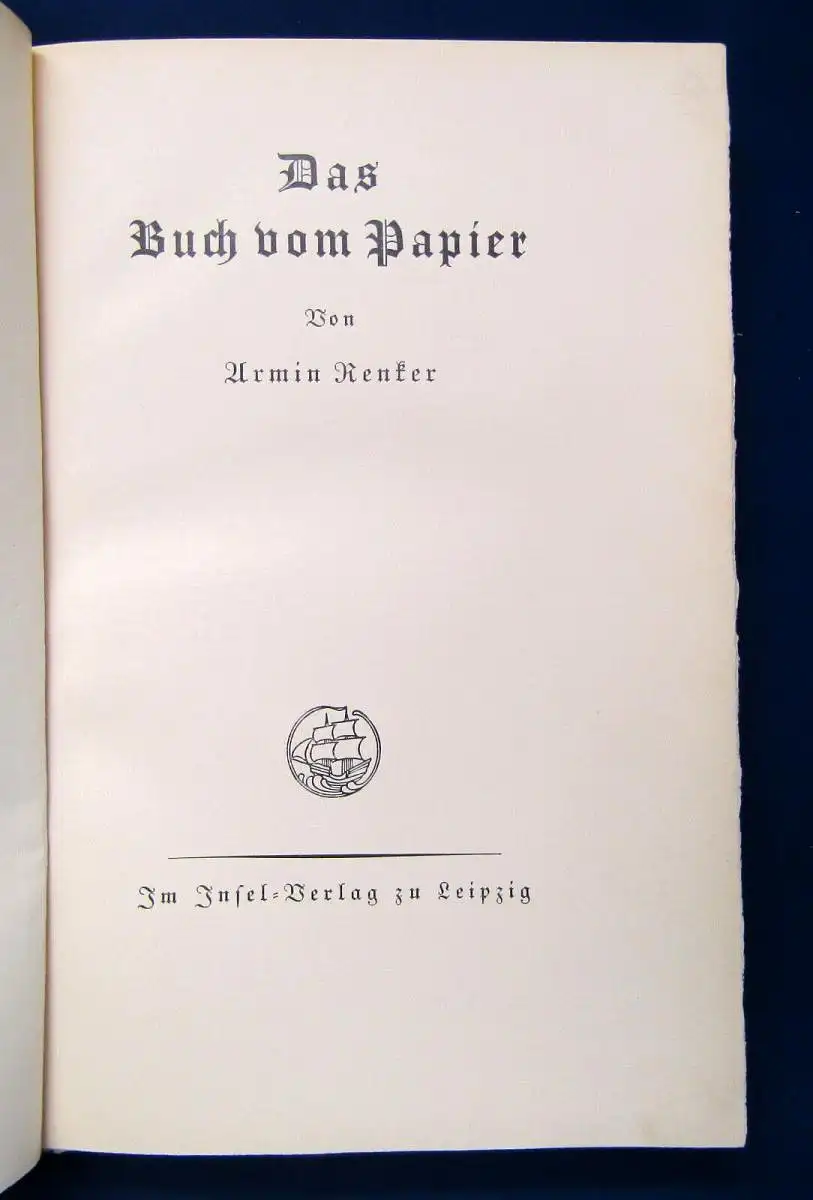 Das
Buch vom Papier
Von
Armin Renker
Im Inſel-Verlag zu Leipzig